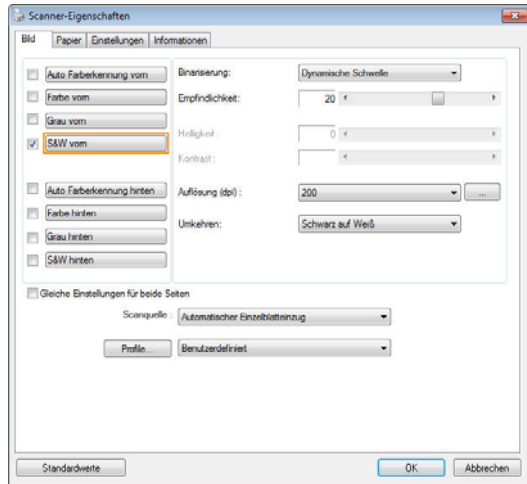 Scanner-Eigenschaften
Bild Papier Einstellungen Informationen
Auto Farberkennung vorn
Farbe vorn
Grau vorn
S&W vorn
Auto Farberkennung hinten
Farbe hinten
Grau hinten
S&W hinten
Binarisierung: Dynamische Schwelle
Empfindlichkeit: 20
Helligkeit : 0
Kontrast :
Auflösung (dpi) : 200 ...
Umkehren: Schwarz auf Weiß
Gleiche Einstellungen für beide Seiten
Scanquelle : Automatischer Einzelblatteinzug
Profile... Benutzerdefiniert
Standardwerte OK Abbrechen